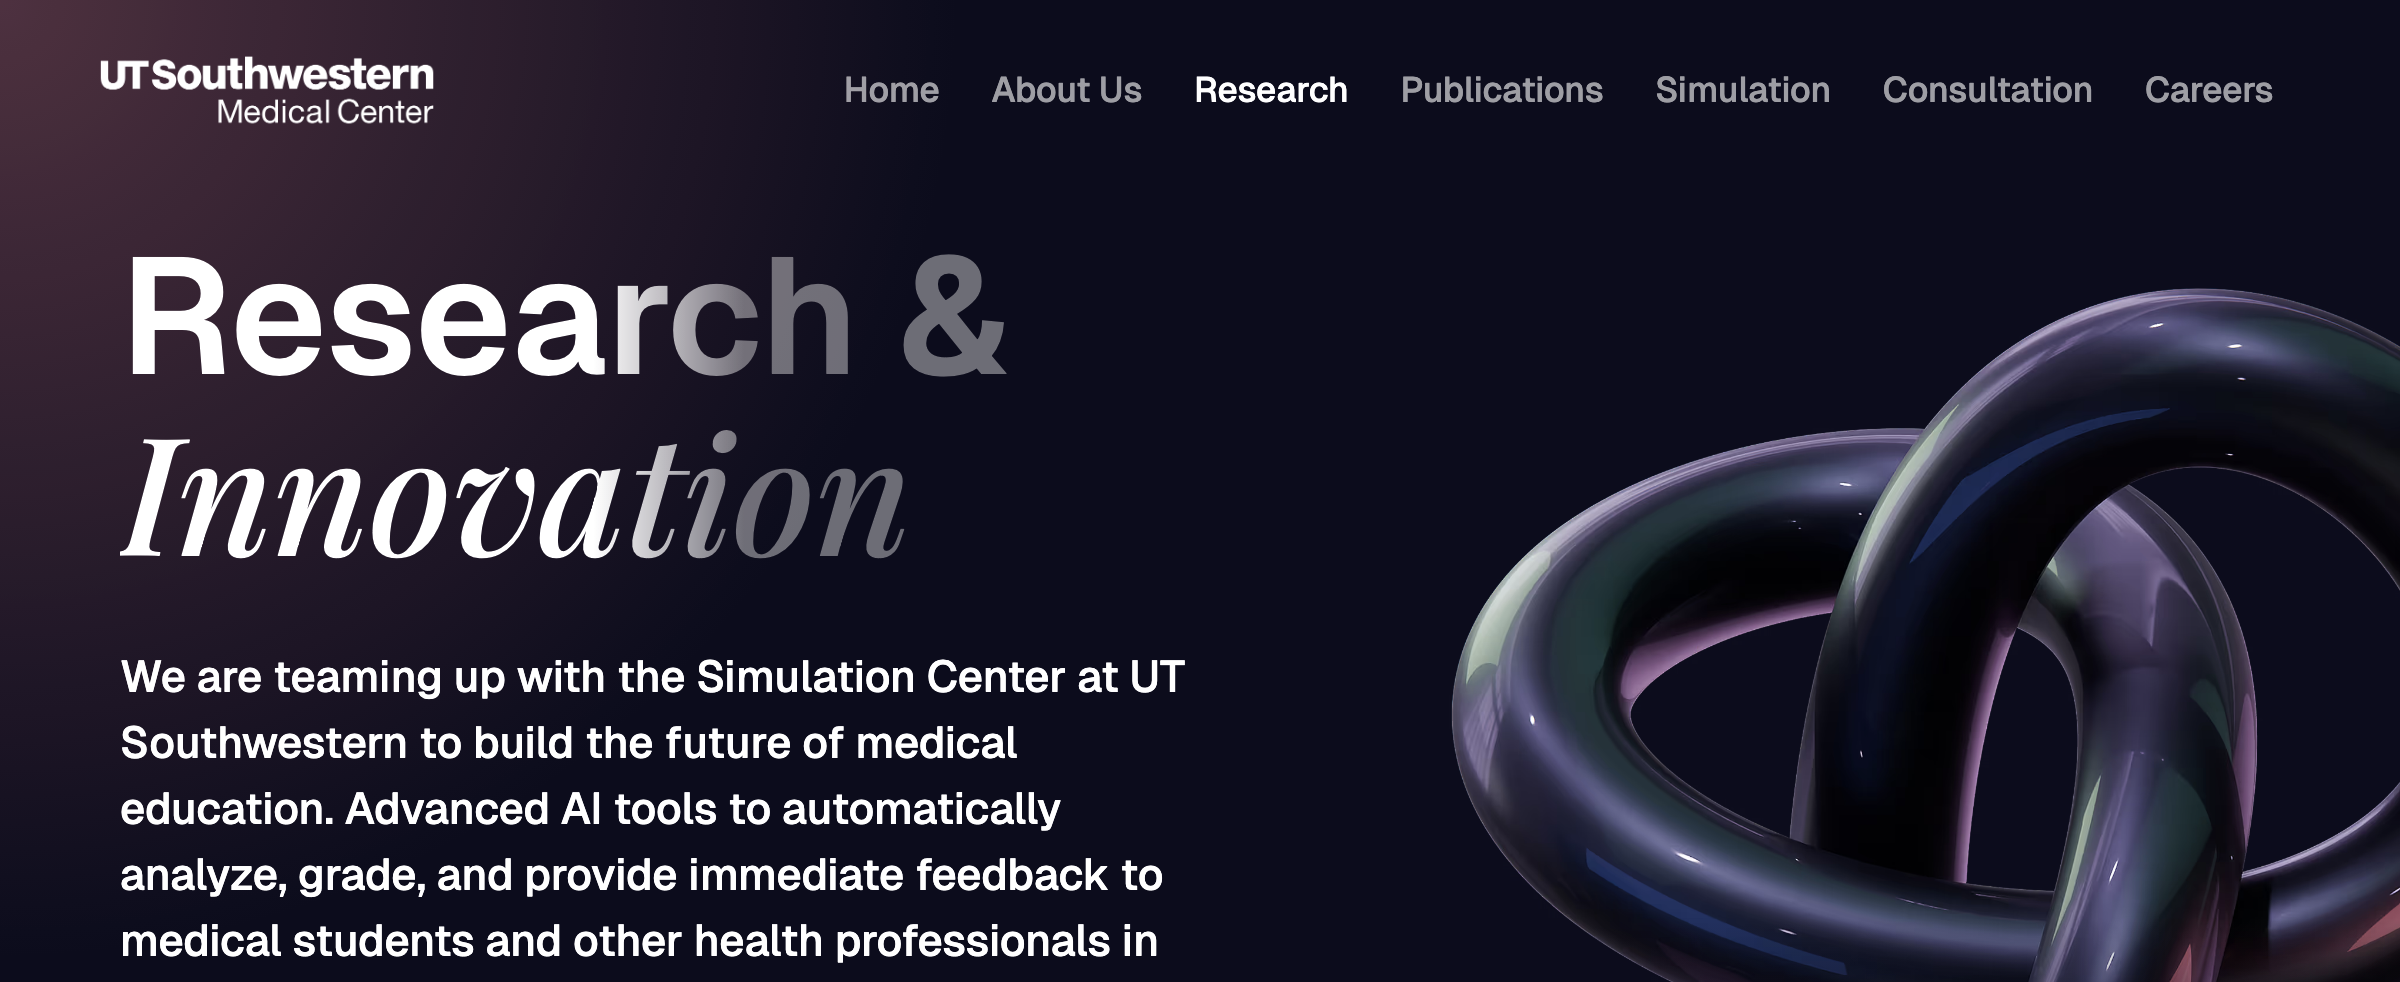 UT Southwestern
Medical Center
Home About Us Research Publications Simulation Consultation Careers
Research &
Innovation
We are teaming up with the Simulation Center at UT
Southwestern to build the future of medical
education. Advanced AI tools to automatically
analyze, grade, and provide immediate feedback to
medical students and other health professionals in